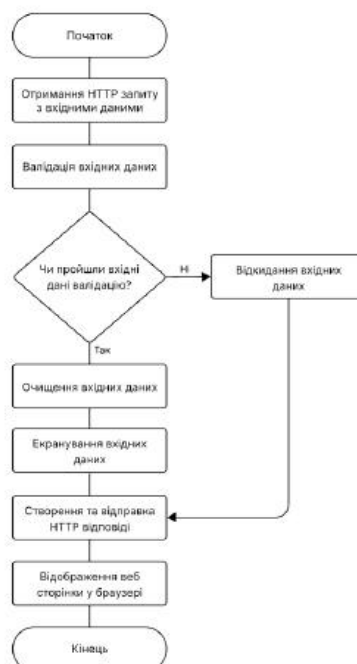 Початок
Отримання HTTP запиту
з вхідними даними
Валідація вхідних даних
Чи пройшли вхідні
дані валідацію?
Ні
Відкидання вхідних
даних
Так
Очищення вхідних даних
Екранування вхідних
даних
Створення та відправка
HTTP відповіді
Відображення веб
сторінки у браузері
Кінець